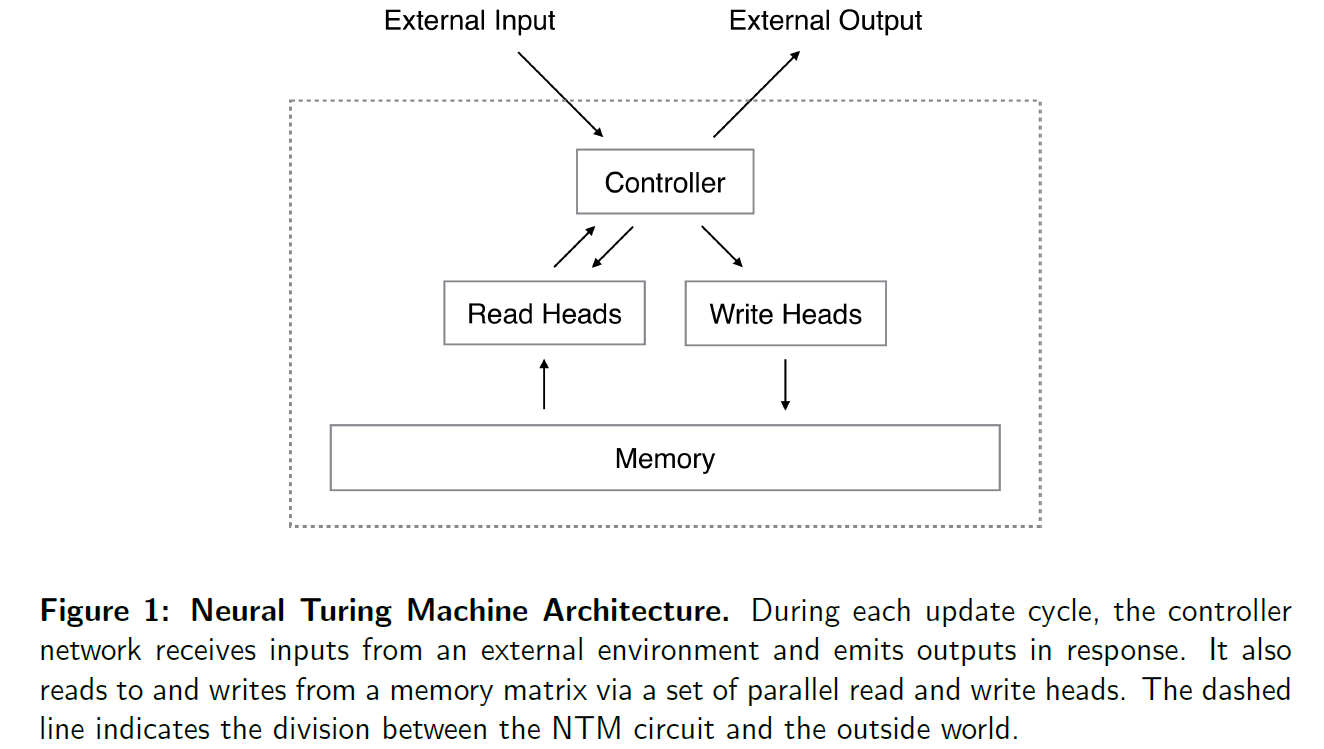 External Input External Output
Controller
Read Heads Write Heads
Memory
Figure 1: Neural Turing Machine Architecture. During each update cycle, the controller
network receives inputs from an external environment and emits outputs in response. It also
reads to and writes from a memory matrix via a set of parallel read and write heads. The dashed
line indicates the division between the NTM circuit and the outside world.